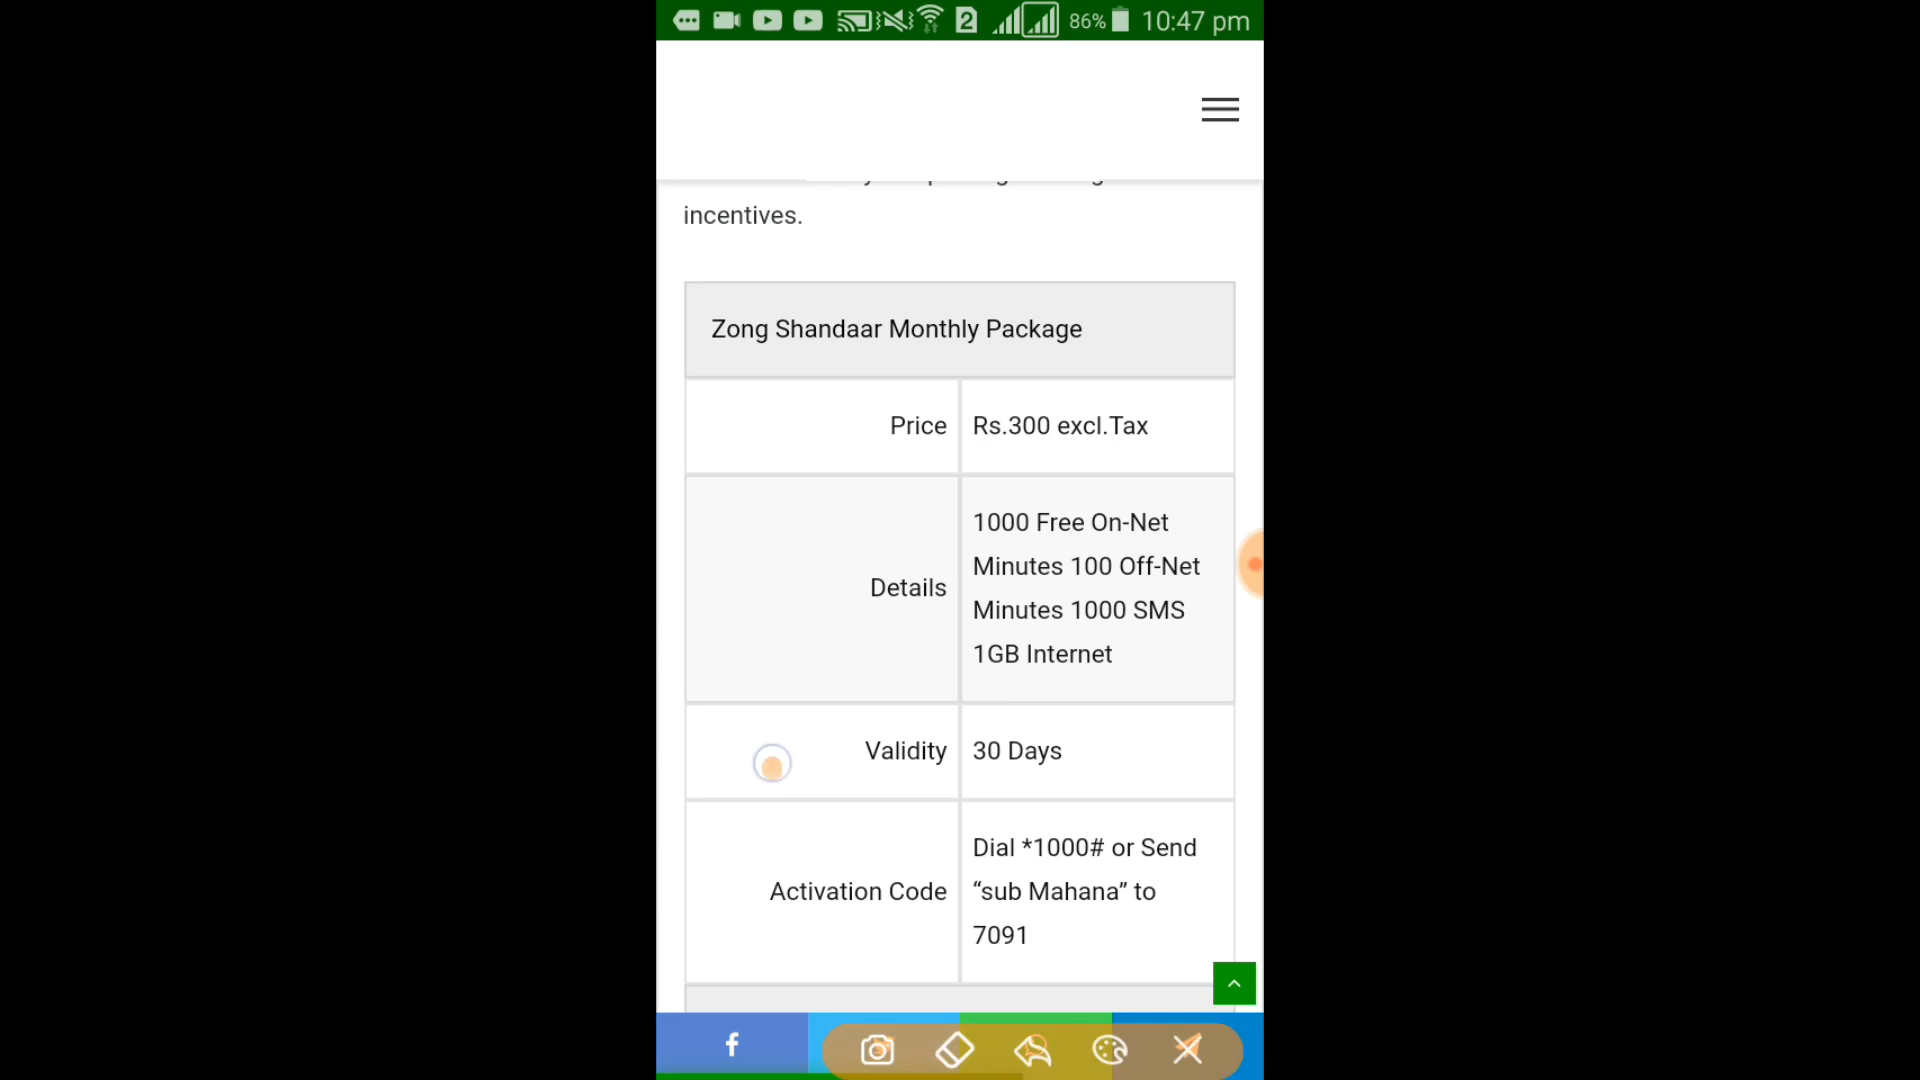 2 86% 10:47 pm
incentives.
Zong Shandaar Monthly Package
Price Rs.300 excl.Tax
Details
1000 Free On-Net
Minutes 100 Off-Net
Minutes 1000 SMS
1GB Internet
Validity 30 Days
Activation Code
Dial *1000# or Send
“sub Mahana” to
7091
f